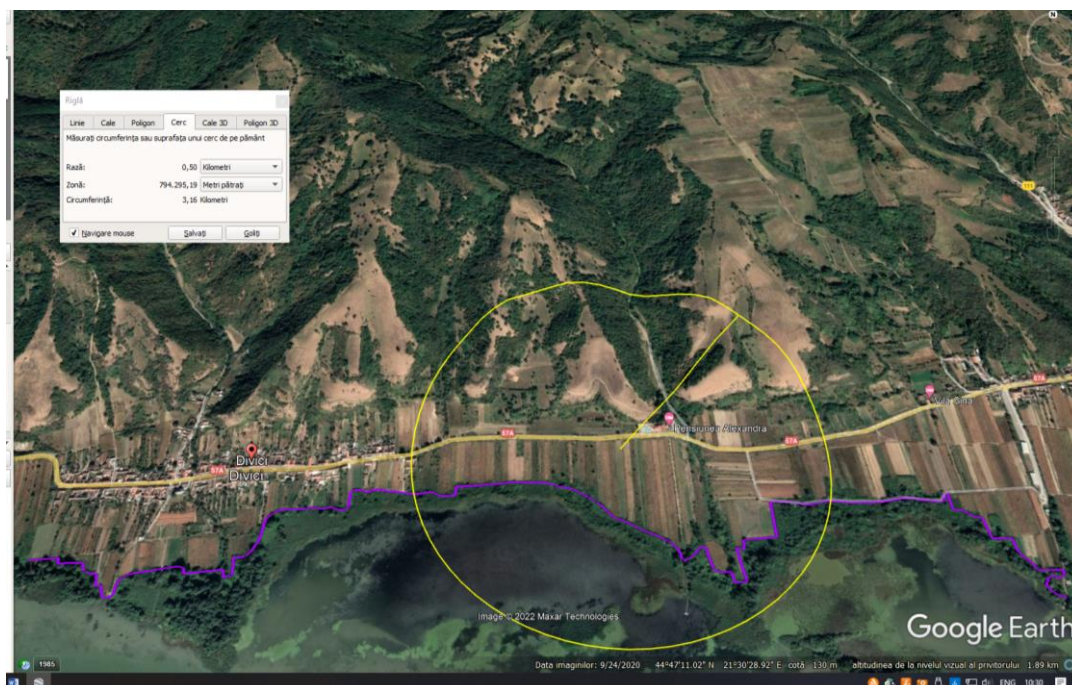 Riglă
Linie Cale Poligon Cerc Cale 3D Poligon 3D
Măsurați circumferința sau suprafața unui cerc de pe pământ
Rază: 0,50 Kilometri
Zonă: 794.295,19 Metri pătrați
Circumferință: 3,16 Kilometri
Navigare mouse Salvați Goliți
N
111
57A
57A
Pensiunea Alexandra
57A
57A
Divici
Divici
Image © 2022 Maxar Technologies
Google Earth
1985
Data imaginilor: 9/24/2020 44°47'11.02" N 21°30'28.92" E cotă 130 m altitudinea de la nivelul vizual al privitorului 1.89 km
ENG 10:30